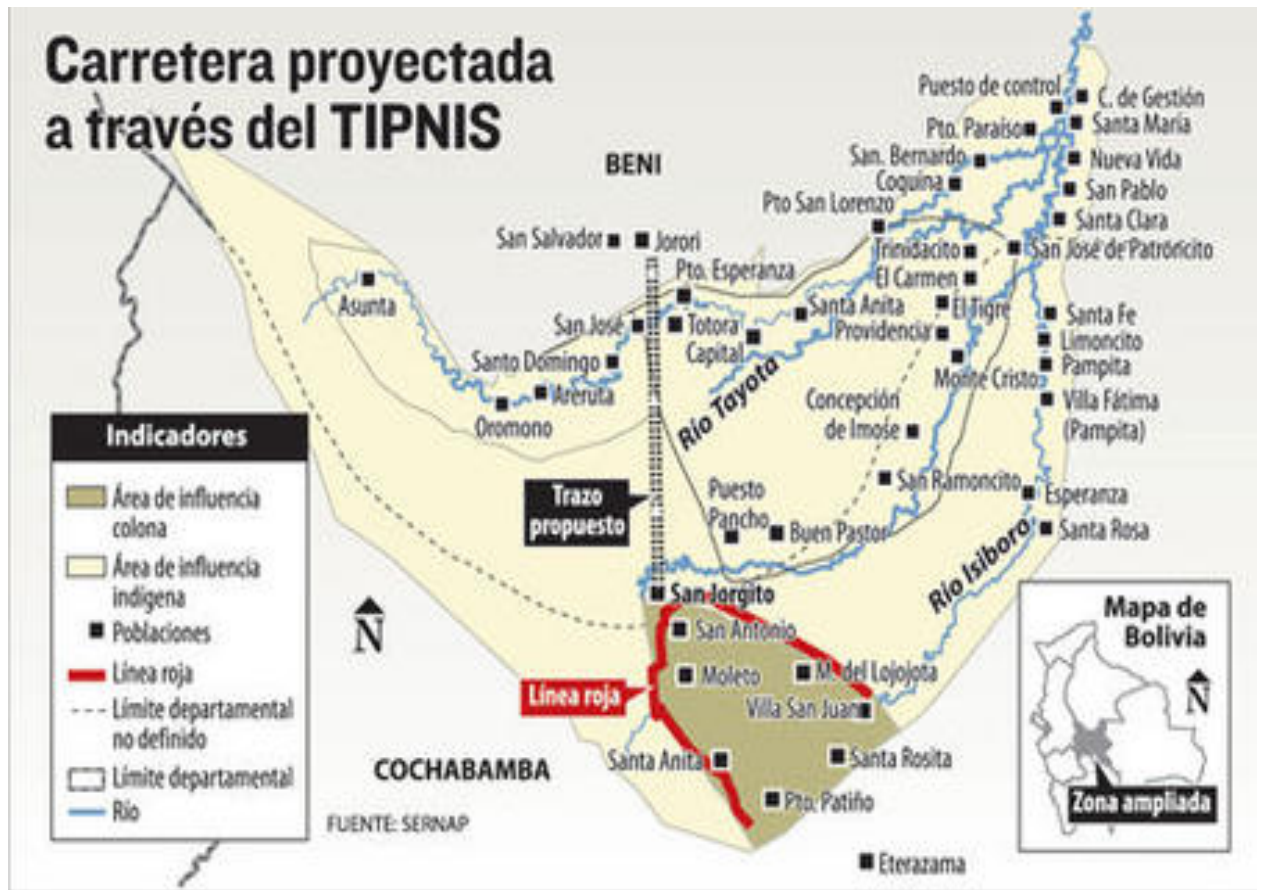 Carretera proyectada
a través del TIPNIS
BENI
Puesto de control
C. de Gestión
Pto. Paraíso
Santa María
San. Bernardo
Nueva Vida
Coquina
San Pablo
Pto San Lorenzo
Santa Clara
San Salvador
Jorori
Trinidacito
San José de Patrocito
Pto. Esperanza
El Carmen
Asunta
Santa Anita
El Tigre
San José
Totora
Providencia
Santa Fe
Capital
Limoncito
Santo Domingo
Pampita
Areruta
Río Tayota
Monte Cristo
Oromono
Concepción
de Imose
Villa Fátima
(Pampita)
Indicadores
Área de influencia
colona
Área de influencia
indígena
Poblaciones
Línea roja
Límite departamental
no definido
Límite departamental
Río
Trazo
propuesto
Puesto
Pancho
Buen Pastor
San Ramoncito
Esperanza
Santa Rosa
Río Isiboro
San Jorgito
N
San Antonio
Línea roja
Moleto
M. del Lojojota
Villa San Juan
Santa Anita
Santa Rosita
COCHABAMBA
Pto. Patiño
FUENTE: SERNAP
Eterazama
Mapa de
Bolivia
N
Zona ampliada